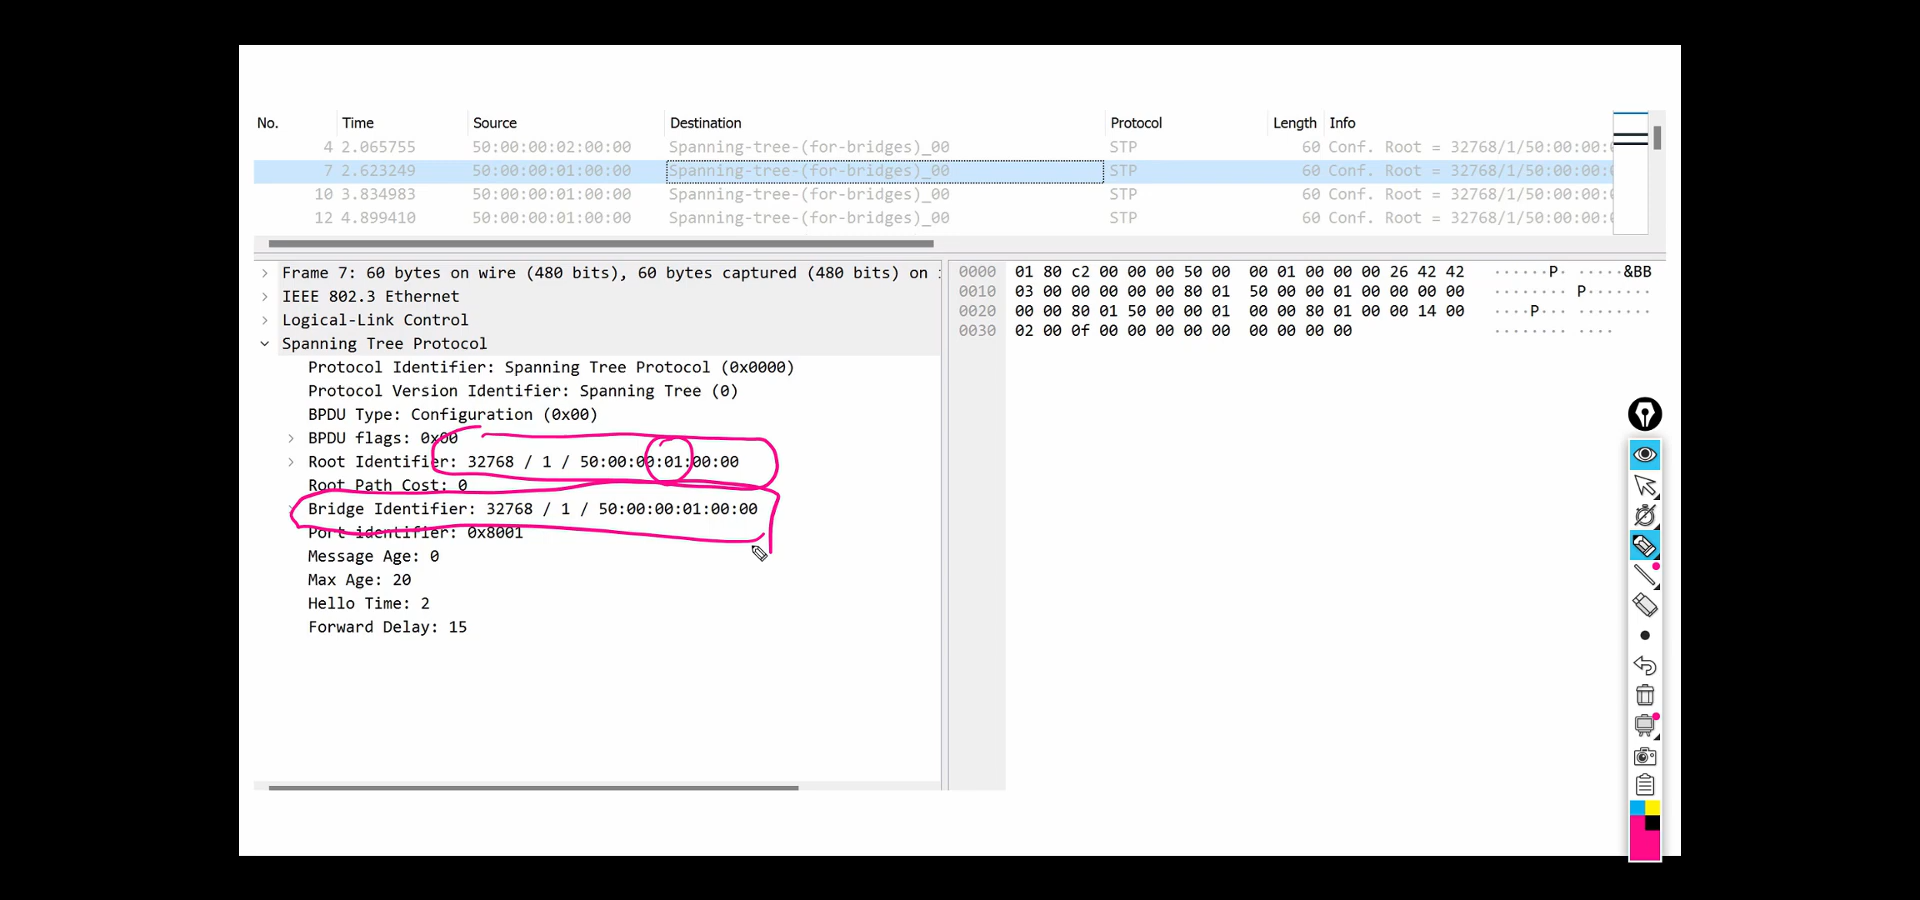 No. Time Source Destination Protocol Length Info
4 2.065755 50:00:00:02:00:00 Spanning-tree-(for-bridges)_00 STP 60 Conf. Root = 32768/1/50:00:00:
7 2.623249 50:00:00:01:00:00 Spanning-tree-(for-bridges)_00 STP 60 Conf. Root = 32768/1/50:00:00:
10 3.834983 50:00:00:01:00:00 Spanning-tree-(for-bridges)_00 STP 60 Conf. Root = 32768/1/50:00:00:
12 4.899410 50:00:00:01:00:00 Spanning-tree-(for-bridges)_00 STP 60 Conf. Root = 32768/1/50:00:00:
Frame 7: 60 bytes on wire (480 bits), 60 bytes captured (480 bits) on
IEEE 802.3 Ethernet
Logical-Link Control
Spanning Tree Protocol
Protocol Identifier: Spanning Tree Protocol (0x0000)
Protocol Version Identifier: Spanning Tree (0)
BPDU Type: Configuration (0x00)
BPDU flags: 0x00
Root Identifier: 32768 / 1 / 50:00:00:01:00:00
Root Path Cost: 0
Bridge Identifier: 32768 / 1 / 50:00:00:01:00:00
Port identifier: 0x8001
Message Age: 0
Max Age: 20
Hello Time: 2
Forward Delay: 15
0000 01 80 c2 00 00 00 50 00 00 01 00 00 00 26 42 42 ······P· ·····&BB
0010 03 00 00 00 00 00 80 01 50 00 00 01 00 00 00 00 ········ P·······
0020 00 00 80 01 50 00 00 01 00 00 80 01 00 00 14 00 ····P··· ········
0030 02 00 0f 00 00 00 00 00 00 00 00 00 ········ ····